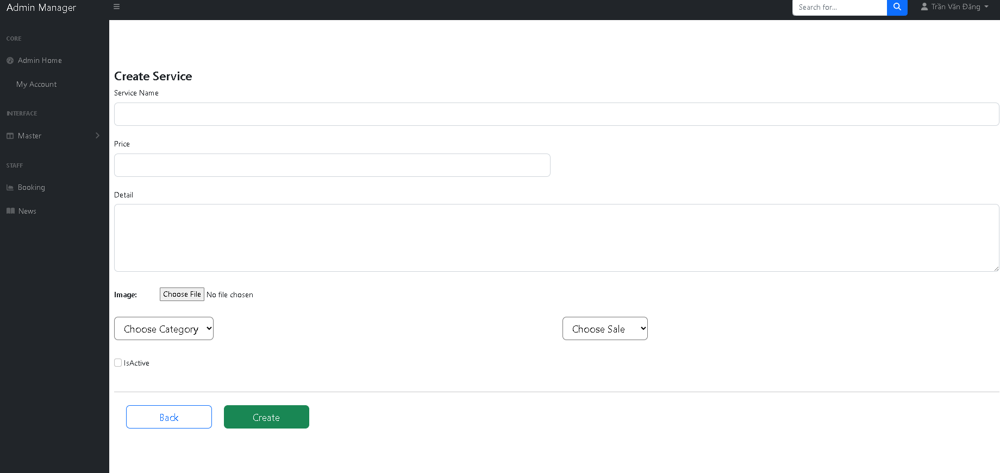 Admin Manager
Search for...
Trần Văn Đăng
CORE
Admin Home
My Account
INTERFACE
Master
STAFF
Booking
News
Create Service
Service Name
Price
Detail
Image: Choose File No file chosen
Choose Category Choose Sale
IsActive
Back Create